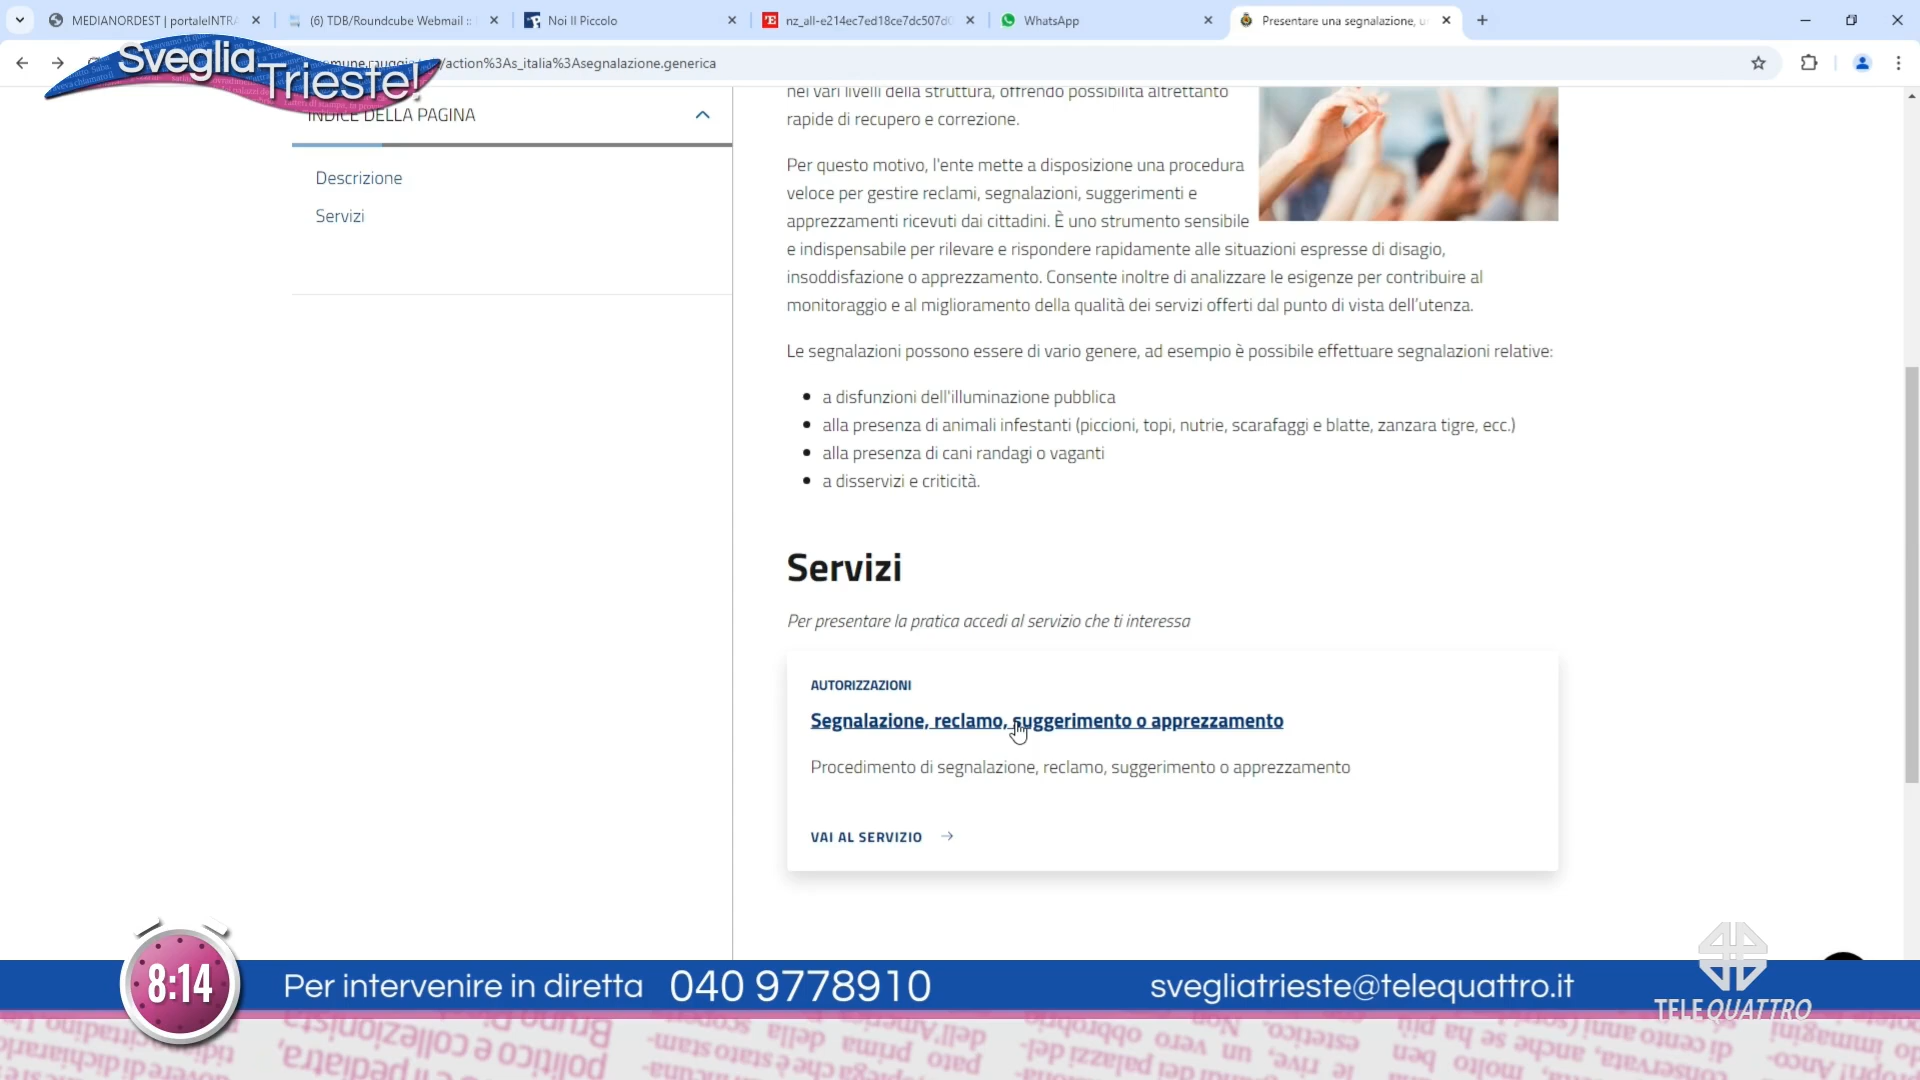 MEDIANORDEST | portaleINTRA
(6) TDB/Roundcube Webmail ::
Noi Il Piccolo
nz_all-e214ec7ed18ce7dc507d0
WhatsApp
Presentare una segnalazione, u
/action%3As_italia%3Asegnalazione.generica
Sveglia
Trieste!
INDICE DELLA PAGINA
Descrizione
Servizi
nei vari livelli della struttura, offrendo possibilità altrettanto
rapide di recupero e correzione.
Per questo motivo, l'ente mette a disposizione una procedura
veloce per gestire reclami, segnalazioni, suggerimenti e
apprezzamenti ricevuti dai cittadini. È uno strumento sensibile
e indispensabile per rilevare e rispondere rapidamente alle situazioni espresse di disagio,
insoddisfazione o apprezzamento. Consente inoltre di analizzare le esigenze per contribuire al
monitoraggio e al miglioramento della qualità dei servizi offerti dal punto di vista dell'utenza.
Le segnalazioni possono essere di vario genere, ad esempio è possibile effettuare segnalazioni relative:
a disfunzioni dell'illuminazione pubblica
alla presenza di animali infestanti (piccioni, topi, nutrie, scarafaggi e blatte, zanzara tigre, ecc.)
alla presenza di cani randagi o vaganti
a disservizi e criticità.
Servizi
Per presentare la pratica accedi al servizio che ti interessa
AUTORIZZAZIONI
Segnalazione, reclamo, suggerimento o apprezzamento
Procedimento di segnalazione, reclamo, suggerimento o apprezzamento
VAI AL SERVIZIO
8:14
Per intervenire in diretta 040 9778910
svegliatrieste@telequattro.it
TELEQUATTRO